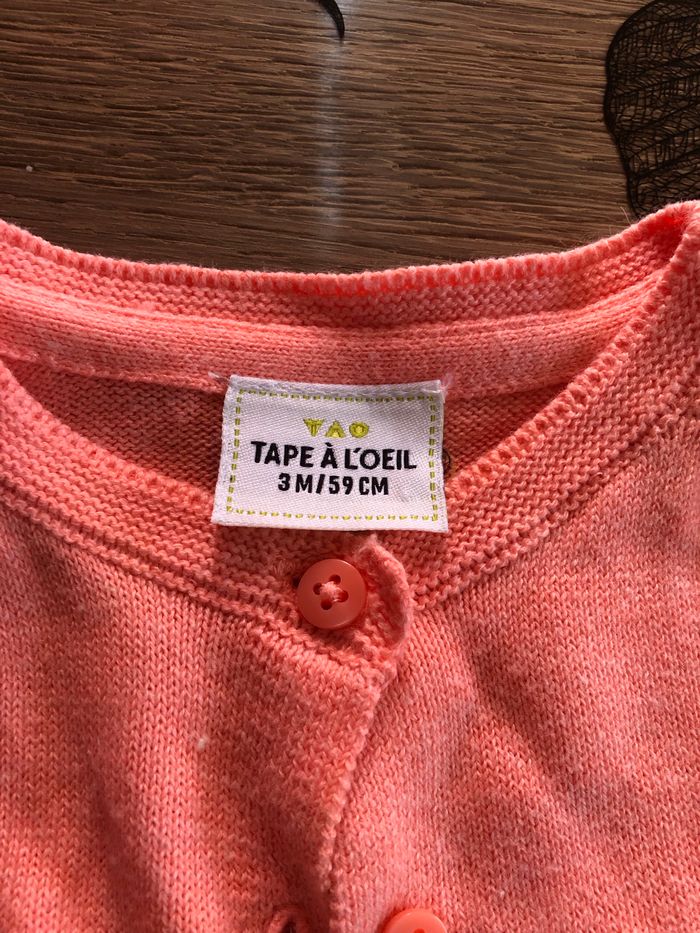 TAO
TAPE À L'OEIL
3 M/59 CM